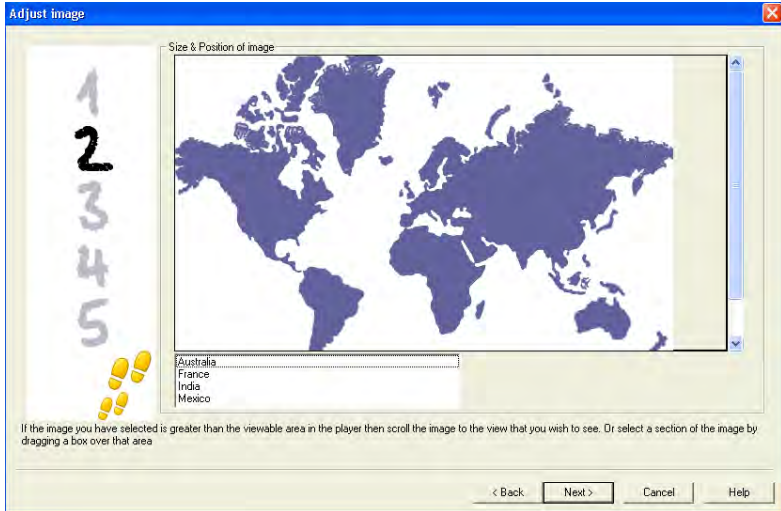 Adjust image
Size & Position of image
1
2
3
4
5
Australia
France
India
Mexico
If the image you have selected is greater than the viewable area in the player then scroll the image to the view that you wish to see. Or select a section of the image by
dragging a box over that area
< Back Next > Cancel Help